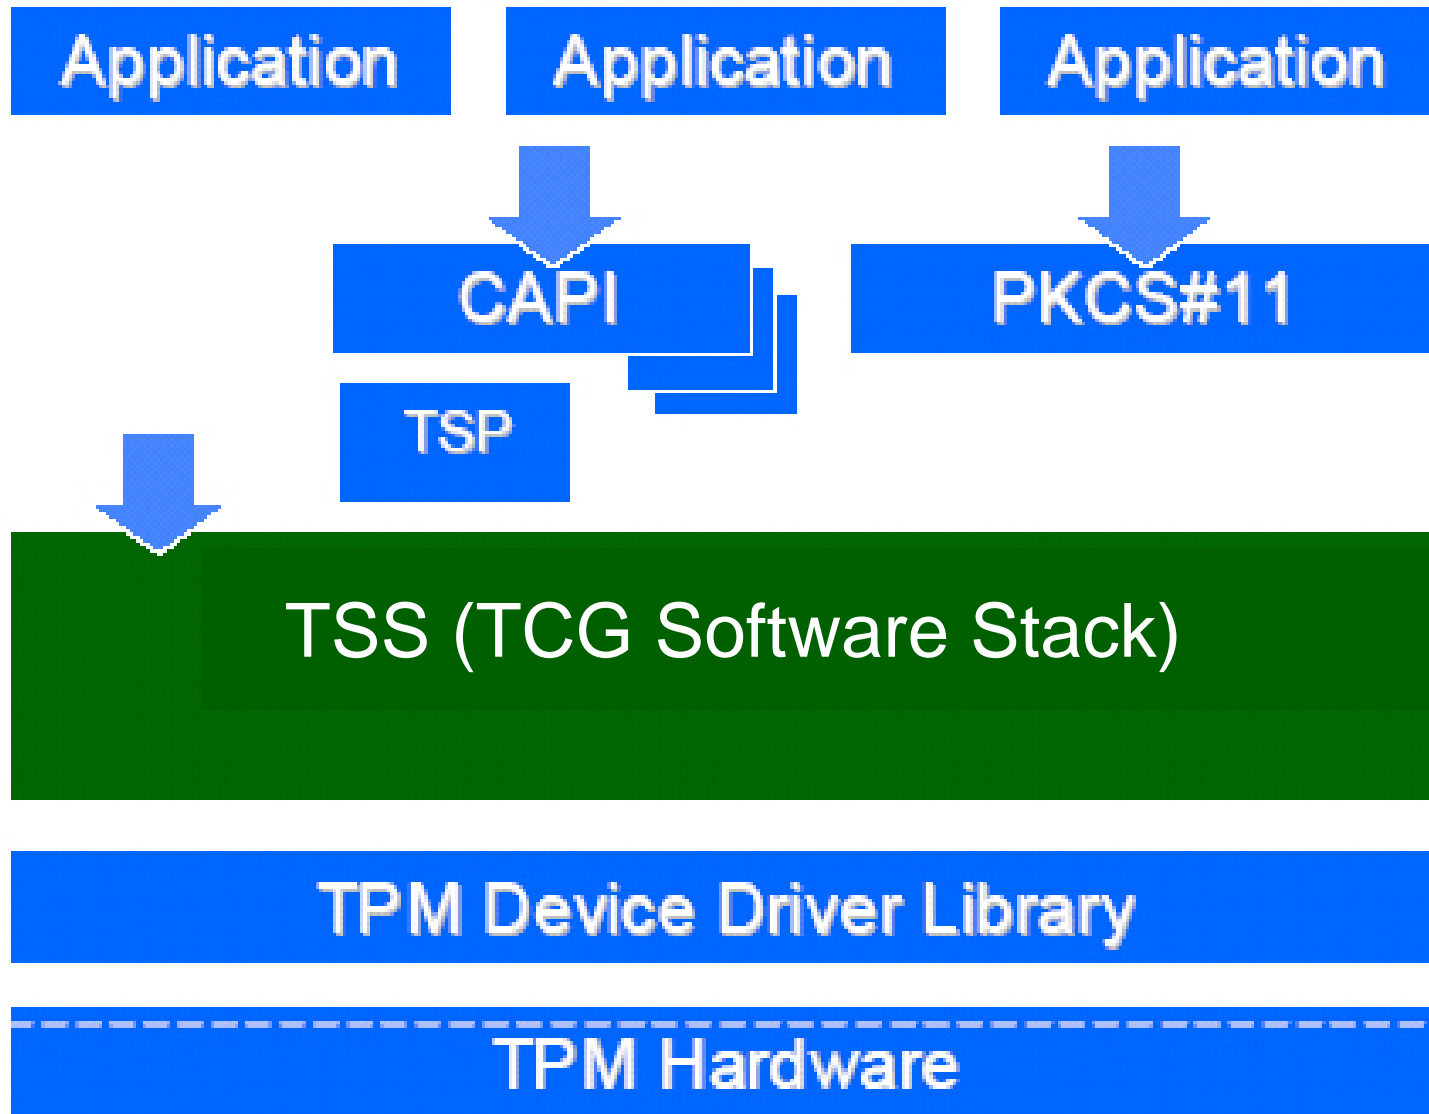 Application
Application
Application
CAPI
PKCS#11
TSP
TSS (TCG Software Stack)
TPM Device Driver Library
TPM Hardware